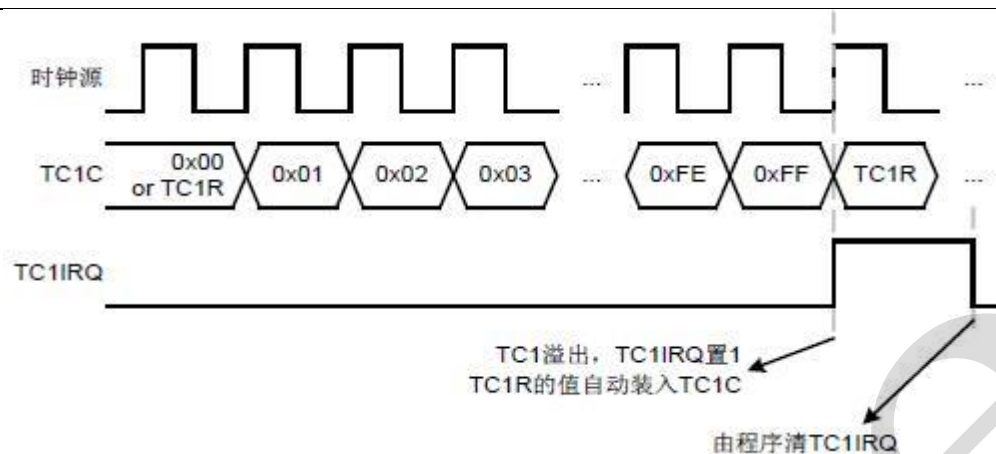 时钟源
...
...
TC1C
0x00
or TC1R
0x01
0x02
0x03
...
0xFE
0xFF
TC1R
...
TC1IRQ
TC1溢出，TC1IRQ置1
TC1R的值自动装入TC1C
由程序清TC1IRQ